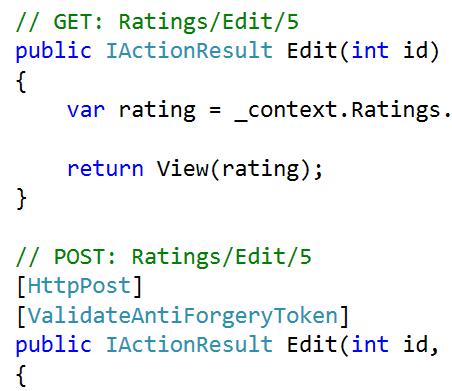 // GET: Ratings/Edit/5
public IActionResult Edit(int id)
{
    var rating = _context.Ratings.
    return View(rating);
}
// POST: Ratings/Edit/5
[HttpPost]
[ValidateAntiForgeryToken]
public IActionResult Edit(int id,
{